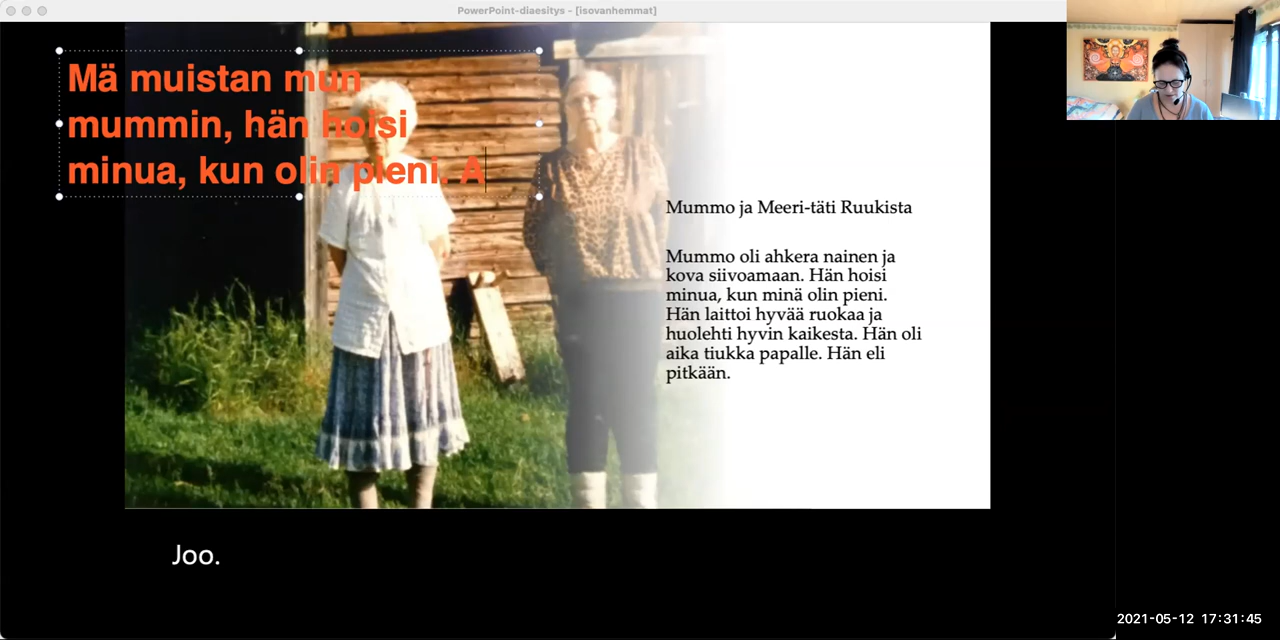 PowerPoint-diaesitys - [isovanhemmat]
Mä muistan mun
mummin, hän hoisi
minua, kun olin pieni. A
Mummo ja Meeri-täti Ruukista
Mummo oli ahkera nainen ja
kova siivoamaan. Hän hoisi
minua, kun minä olin pieni.
Hän laittoi hyvää ruokaa ja
huolehti hyvin kaikesta. Hän oli
aika tiukka papalle. Hän eli
pitkään.
Joo.
2021-05-12 17:31:45